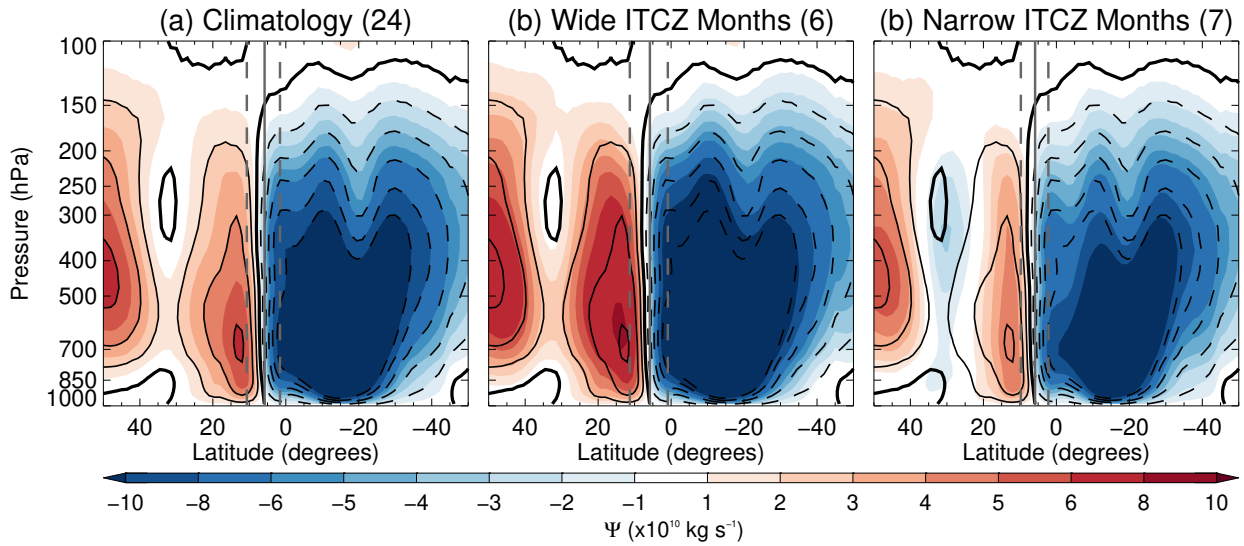 (a) Climatology (24) (b) Wide ITCZ Months (6) (b) Narrow ITCZ Months (7)
100
150
200
250
300
400
500
700
850
1000
Pressure (hPa)
40 20 0 −20 −40 40 20 0 −20 −40 40 20 0 −20 −40
Latitude (degrees) Latitude (degrees) Latitude (degrees)
−10 −8 −6 −5 −4 −3 −2 −1 1 2 3 4 5 6 8 10
Ψ (x10¹⁰ kg s⁻¹)